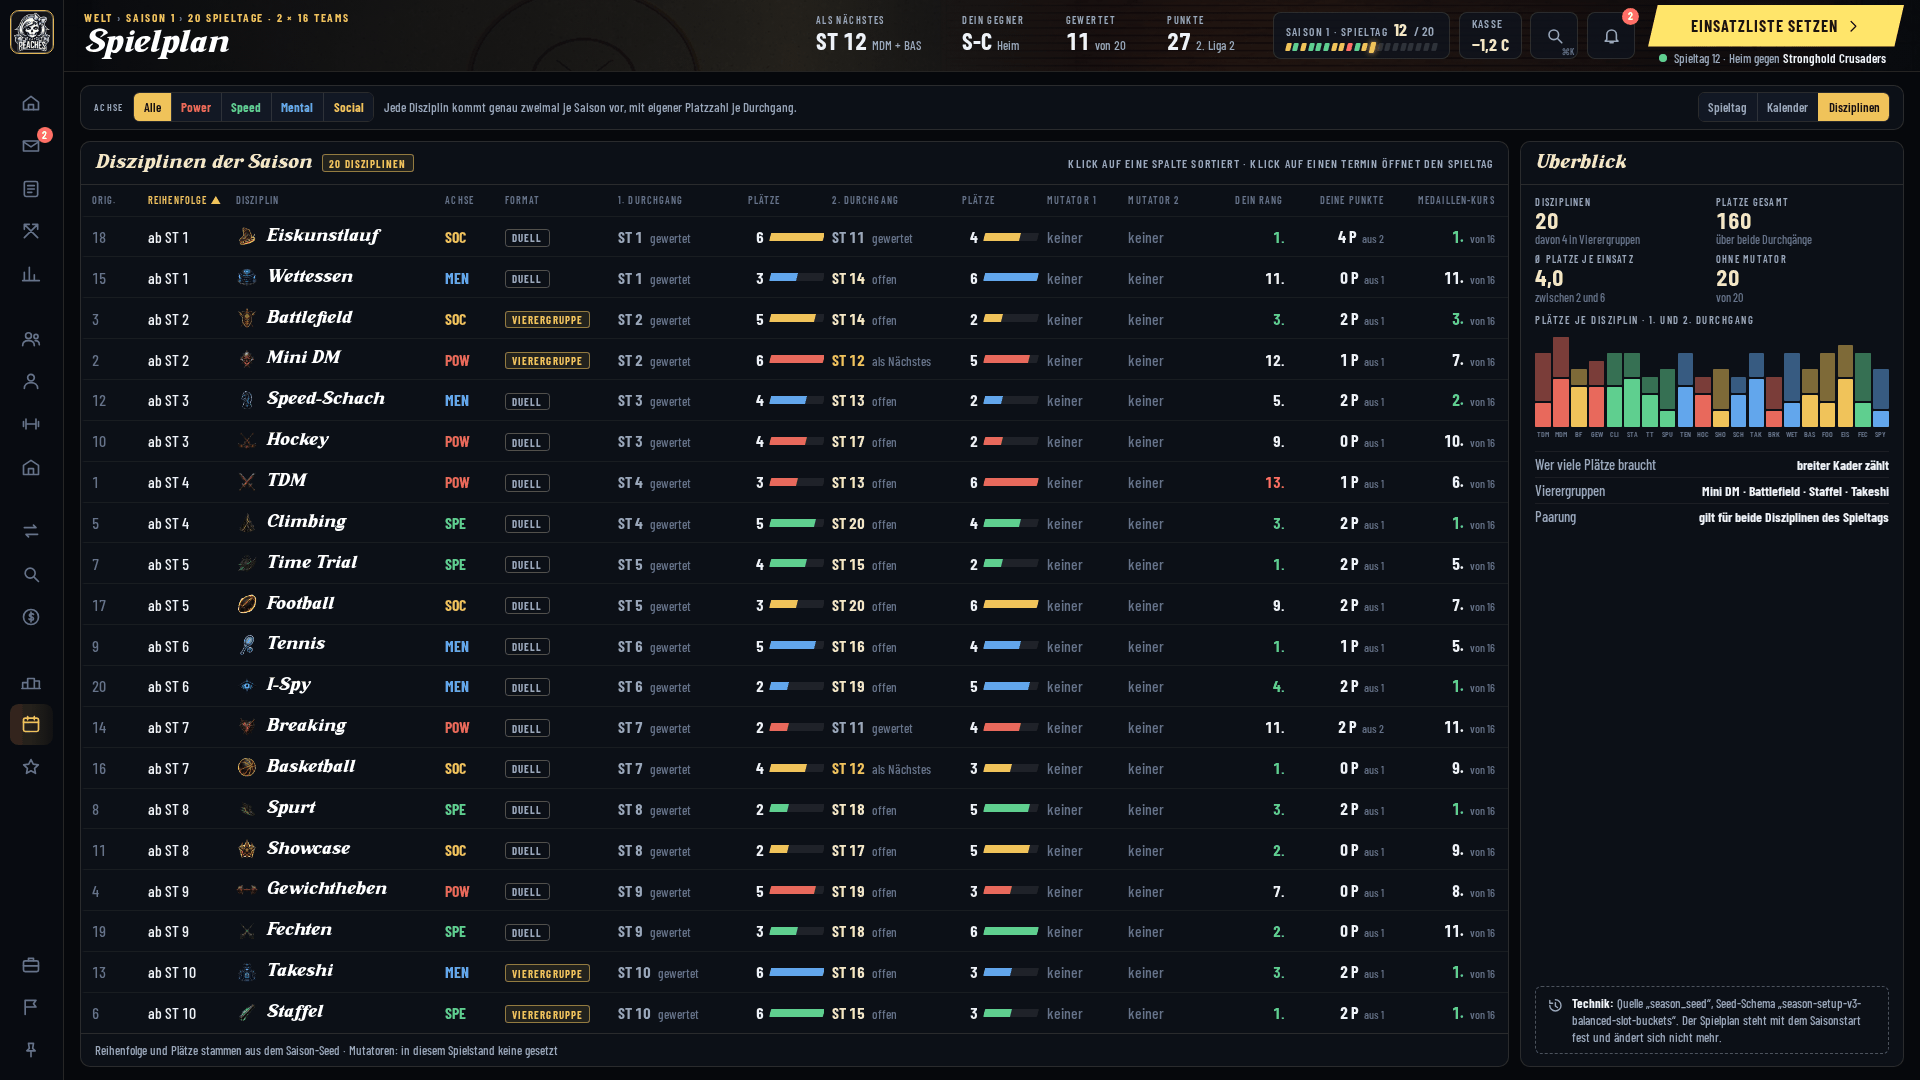 WELT › SAISON 1 › 20 SPIELTAGE · 2 × 16 TEAMS
Spielplan
ALS NÄCHSTES
ST 12 MDM + BAS
DEIN GEGNER
S-C Heim
GEWERTET
11 von 20
PUNKTE
27 2. Liga 2
SAISON 1 · SPIELTAG 12 / 20
KASSE
−1,2 C
⌘K
2
EINSATZLISTE SETZEN
Spieltag 12 · Heim gegen Stronghold Crusaders
REACHES
2
ACHSE Alle Power Speed Mental Social Jede Disziplin kommt genau zweimal je Saison vor, mit eigener Platzzahl je Durchgang.
Spieltag Kalender Disziplinen
Disziplinen der Saison 20 DISZIPLINEN
KLICK AUF EINE SPALTE SORTIERT · KLICK AUF EINEN TERMIN ÖFFNET DEN SPIELTAG
ORIG. REIHENFOLGE ▲ DISZIPLIN ACHSE FORMAT 1. DURCHGANG PLÄTZE 2. DURCHGANG PLÄTZE MUTATOR 1 MUTATOR 2 DEIN RANG DEINE PUNKTE MEDAILLEN-KURS
18 ab ST 1 Eiskunstlauf SOC DUELL ST 1 gewertet 6 ST 11 gewertet 4 keiner keiner 1. 4 P aus 2 1. von 16
15 ab ST 1 Wettessen MEN DUELL ST 1 gewertet 3 ST 14 offen 6 keiner keiner 11. 0 P aus 1 11. von 16
3 ab ST 2 Battlefield SOC VIERERGRUPPE ST 2 gewertet 5 ST 14 offen 2 keiner keiner 3. 2 P aus 1 3. von 16
2 ab ST 2 Mini DM POW VIERERGRUPPE ST 2 gewertet 6 ST 12 als Nächstes 5 keiner keiner 12. 1 P aus 1 7. von 16
12 ab ST 3 Speed-Schach MEN DUELL ST 3 gewertet 4 ST 13 offen 2 keiner keiner 5. 2 P aus 1 2. von 16
10 ab ST 3 Hockey POW DUELL ST 3 gewertet 4 ST 17 offen 2 keiner keiner 9. 0 P aus 1 10. von 16
1 ab ST 4 TDM POW DUELL ST 4 gewertet 3 ST 13 offen 6 keiner keiner 13. 1 P aus 1 6. von 16
5 ab ST 4 Climbing SPE DUELL ST 4 gewertet 5 ST 20 offen 4 keiner keiner 3. 2 P aus 1 1. von 16
7 ab ST 5 Time Trial SPE DUELL ST 5 gewertet 4 ST 15 offen 2 keiner keiner 1. 2 P aus 1 5. von 16
17 ab ST 5 Football SOC DUELL ST 5 gewertet 3 ST 20 offen 6 keiner keiner 9. 2 P aus 1 7. von 16
9 ab ST 6 Tennis MEN DUELL ST 6 gewertet 5 ST 16 offen 4 keiner keiner 1. 1 P aus 1 5. von 16
20 ab ST 6 I-Spy MEN DUELL ST 6 gewertet 2 ST 19 offen 5 keiner keiner 4. 2 P aus 1 1. von 16
14 ab ST 7 Breaking POW DUELL ST 7 gewertet 2 ST 11 gewertet 4 keiner keiner 11. 2 P aus 2 11. von 16
16 ab ST 7 Basketball SOC DUELL ST 7 gewertet 4 ST 12 als Nächstes 3 keiner keiner 1. 0 P aus 1 9. von 16
8 ab ST 8 Spurt SPE DUELL ST 8 gewertet 2 ST 18 offen 5 keiner keiner 3. 2 P aus 1 1. von 16
11 ab ST 8 Showcase SOC DUELL ST 8 gewertet 2 ST 17 offen 5 keiner keiner 2. 0 P aus 1 9. von 16
4 ab ST 9 Gewichtheben POW DUELL ST 9 gewertet 5 ST 19 offen 3 keiner keiner 7. 0 P aus 1 8. von 16
19 ab ST 9 Fechten SPE DUELL ST 9 gewertet 3 ST 18 offen 6 keiner keiner 2. 0 P aus 1 11. von 16
13 ab ST 10 Takeshi MEN VIERERGRUPPE ST 10 gewertet 6 ST 16 offen 3 keiner keiner 3. 2 P aus 1 1. von 16
6 ab ST 10 Staffel SPE VIERERGRUPPE ST 10 gewertet 6 ST 15 offen 3 keiner keiner 1. 2 P aus 1 1. von 16
Reihenfolge und Plätze stammen aus dem Saison-Seed · Mutatoren: in diesem Spielstand keine gesetzt
Überblick
DISZIPLINEN
20
davon 4 in Vierergruppen
PLÄTZE GESAMT
160
über beide Durchgänge
Ø PLÄTZE JE EINSATZ
4,0
zwischen 2 und 6
OHNE MUTATOR
20
von 20
PLÄTZE JE DISZIPLIN · 1. UND 2. DURCHGANG
TDM MDM BF GEW CLI STA TT SPU TEN HOC SHO SCH TAK BRK WET BAS FOO EIS FEC SPY
Wer viele Plätze braucht breiter Kader zählt
Vierergruppen Mini DM · Battlefield · Staffel · Takeshi
Paarung gilt für beide Disziplinen des Spieltags
Technik: Quelle „season_seed“, Seed-Schema „season-setup-v3-
balanced-slot-buckets“. Der Spielplan steht mit dem Saisonstart
fest und ändert sich nicht mehr.